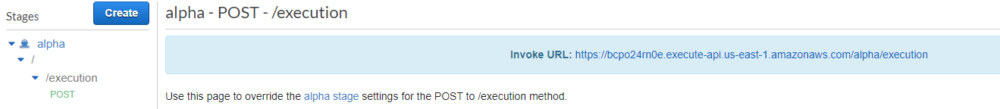 Stages
Create
alpha
/
/execution
POST
alpha - POST - /execution
Invoke URL: https://bcpo24rn0e.execute-api.us-east-1.amazonaws.com/alpha/execution
Use this page to override the alpha stage settings for the POST to /execution method.